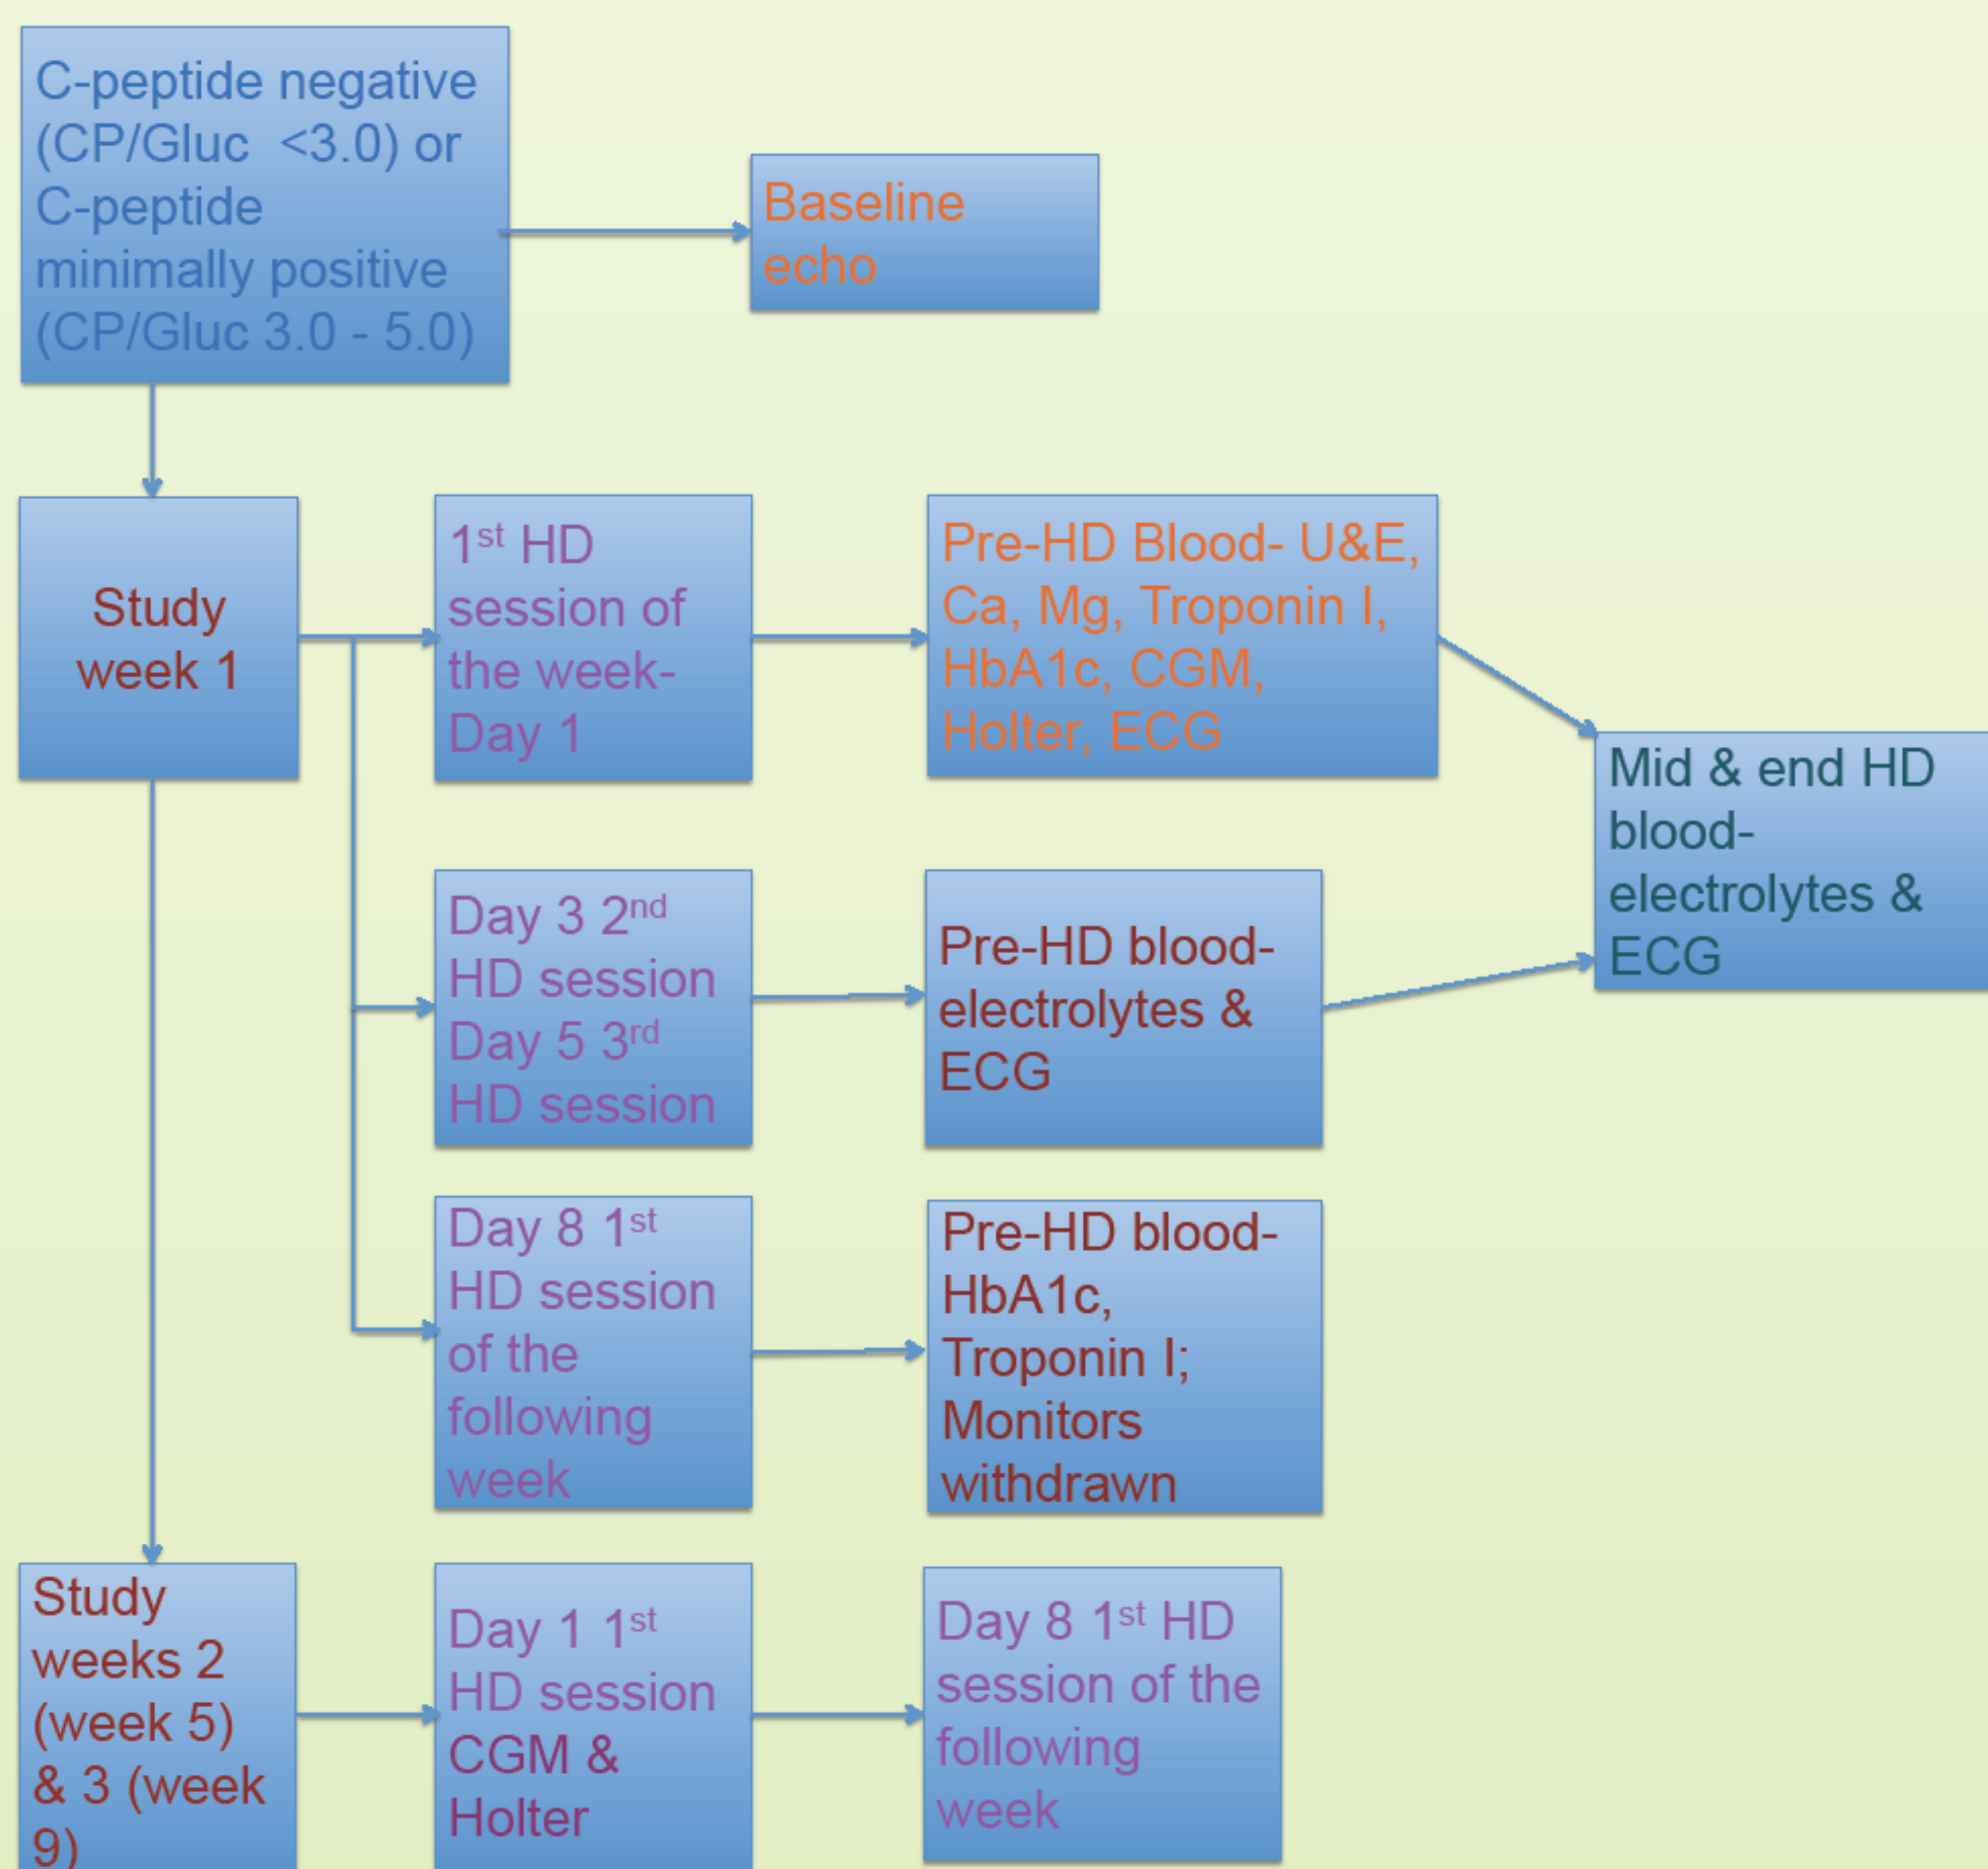 C-peptide negative
(CP/Gluc <3.0) or
C-peptide
minimally positive
(CP/Gluc 3.0 - 5.0)
Baseline
echo
Study
week 1
1st HD
session of
the week-
Day 1
Pre-HD Blood- U&E,
Ca, Mg, Troponin I,
HbA1c, CGM,
Holter, ECG
Mid & end HD
blood-
electrolytes &
ECG
Day 3 2nd
HD session
Day 5 3rd
HD session
Pre-HD blood-
electrolytes &
ECG
Day 8 1st
HD session
of the
following
week
Pre-HD blood-
HbA1c,
Troponin I;
Monitors
withdrawn
Study
weeks 2
(week 5)
& 3 (week
9)
Day 1 1st
HD session
CGM &
Holter
Day 8 1st HD
session of the
following
week